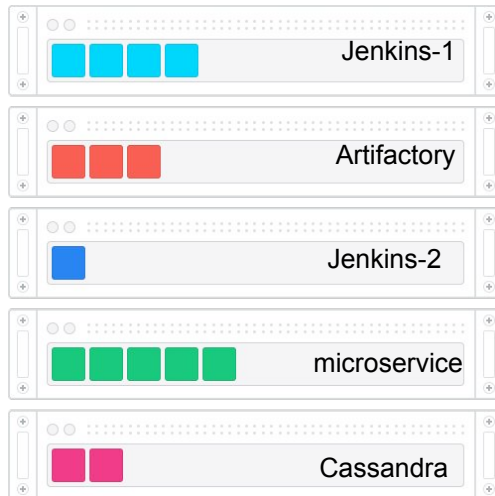 Jenkins-1
Artifactory
Jenkins-2
microservice
Cassandra